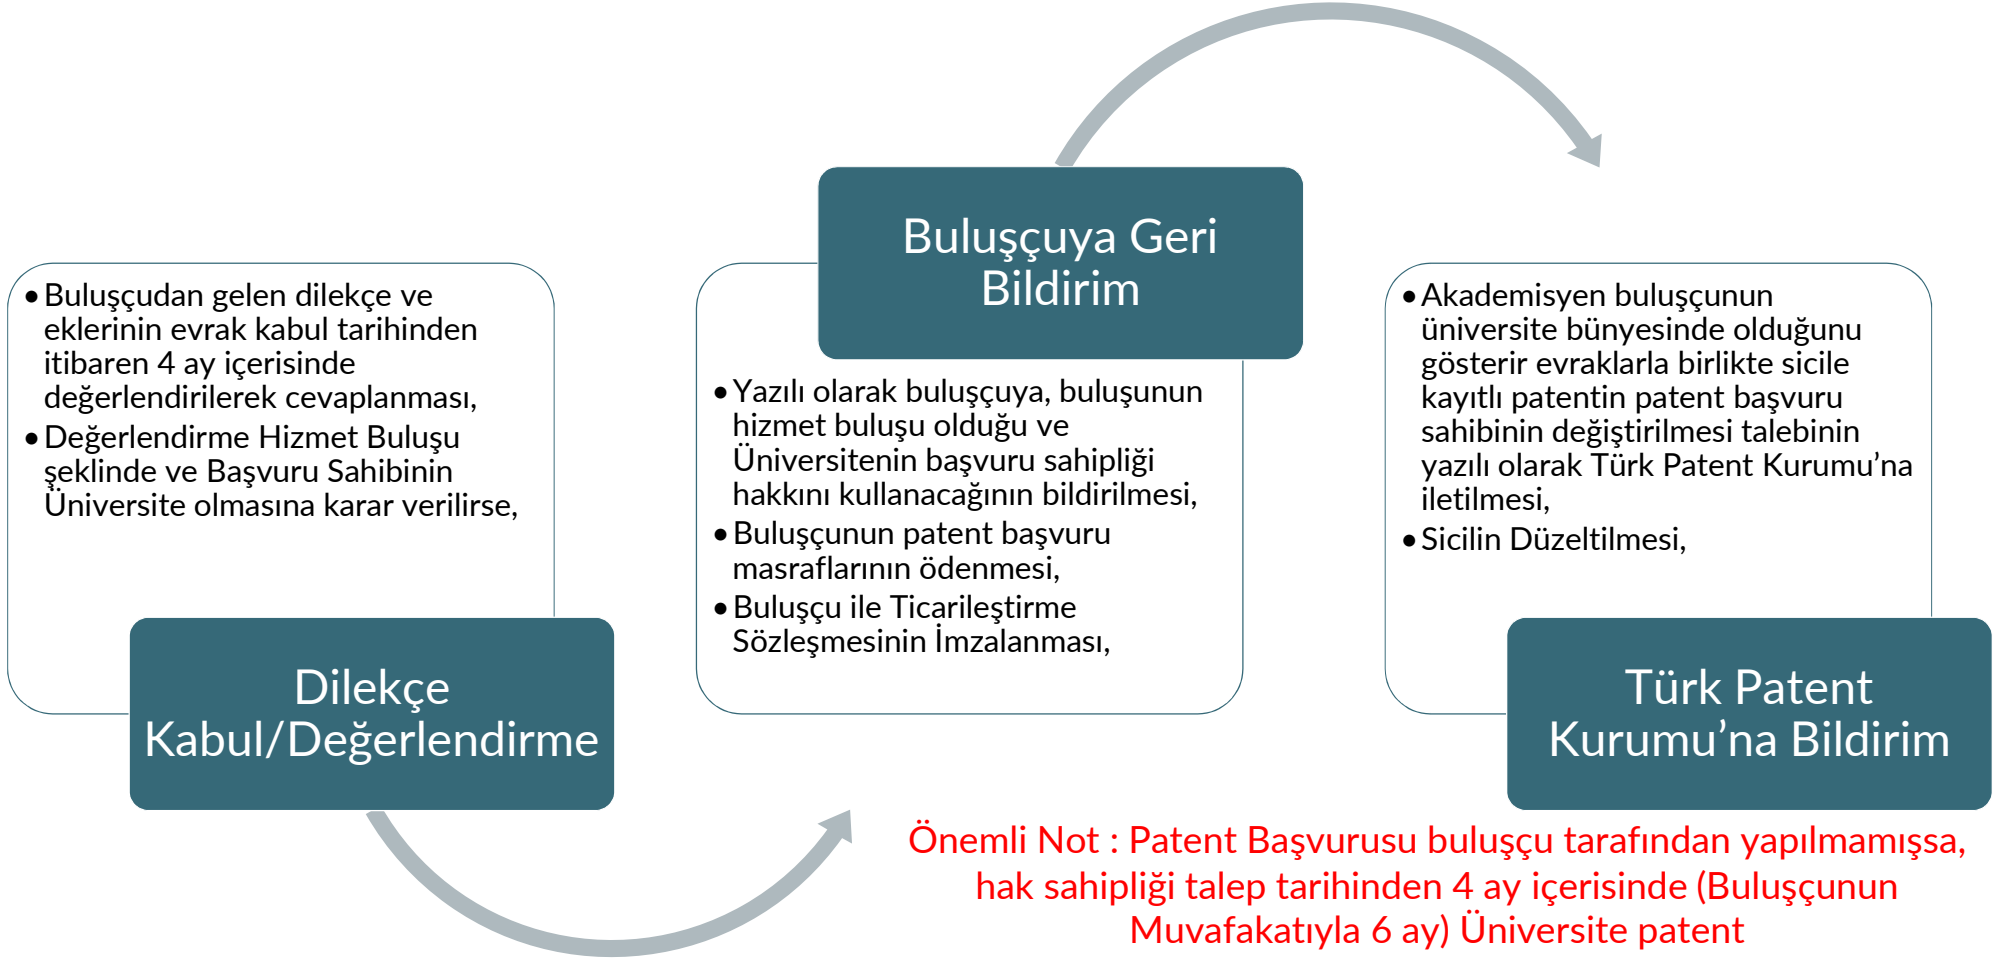 • Buluşçudan gelen dilekçe ve
eklerinin evrak kabul tarihinden
itibaren 4 ay içerisinde
değerlendirilerek cevaplanması,
• Değerlendirme Hizmet Buluşu
şeklinde ve Başvuru Sahibinin
Üniversite olmasına karar verilirse,
Dilekçe
Kabul/Değerlendirme
Buluşçuya Geri
Bildirim
• Yazılı olarak buluşçuya, buluşunun
hizmet buluşu olduğu ve
Üniversitenin başvuru sahipliği
hakkını kullanacağının bildirilmesi,
• Buluşçunun patent başvuru
masraflarının ödenmesi,
• Buluşçu ile Ticarileştirme
Sözleşmesinin İmzalanması,
• Akademisyen buluşçunun
üniversite bünyesinde olduğunu
gösterir evraklarla birlikte sicile
kayıtlı patentin patent başvuru
sahibinin değiştirilmesi talebinin
yazılı olarak Türk Patent Kurumu’na
iletilmesi,
• Sicilin Düzeltilmesi,
Türk Patent
Kurumu’na Bildirim
Önemli Not : Patent Başvurusu buluşçu tarafından yapılmamışsa,
hak sahipliği talep tarihinden 4 ay içerisinde (Buluşçunun
Muvafakatıyla 6 ay) Üniversite patent